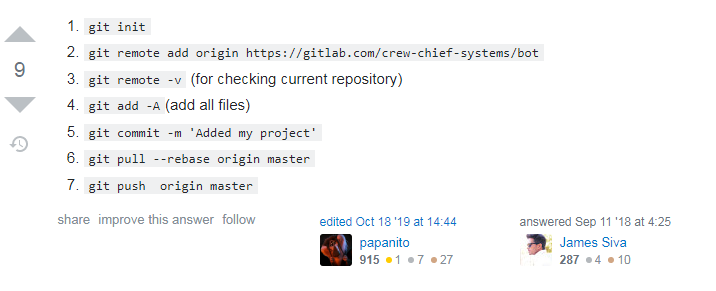 1. git init
2. git remote add origin https://gitlab.com/crew-chief-systems/bot
9
3. git remote -v (for checking current repository)
4. git add -A (add all files)
5. git commit -m 'Added my project'
6. git pull --rebase origin master
7. git push  origin master
share improve this answer follow
edited Oct 18 '19 at 14:44
papanito
915 ●1 ●7 ●27
answered Sep 11 '18 at 4:25
James Siva
287 ●4 ●10